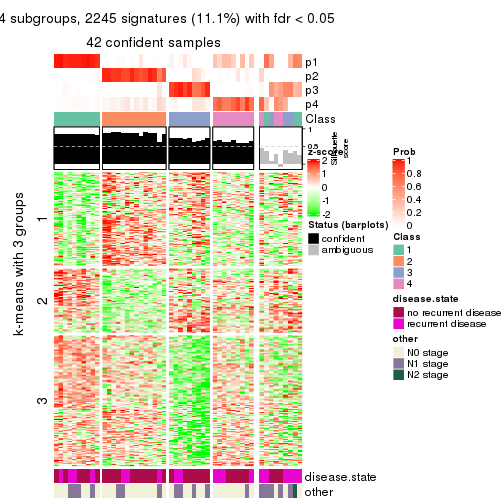 4 subgroups, 2245 signatures (11.1%) with fdr < 0.05
42 confident samples
p1
p2
p3
p4
Class
1
0.5
0
Silhouette
score
k-means with 3 groups
1
2
3
disease.state
other
z-score
2
1
0
-1
-2
Status (barplots)
confident
ambiguous
Prob
1
0.8
0.6
0.4
0.2
0
Class
1
2
3
4
disease.state
no recurrent disease
recurrent disease
other
N0 stage
N1 stage
N2 stage